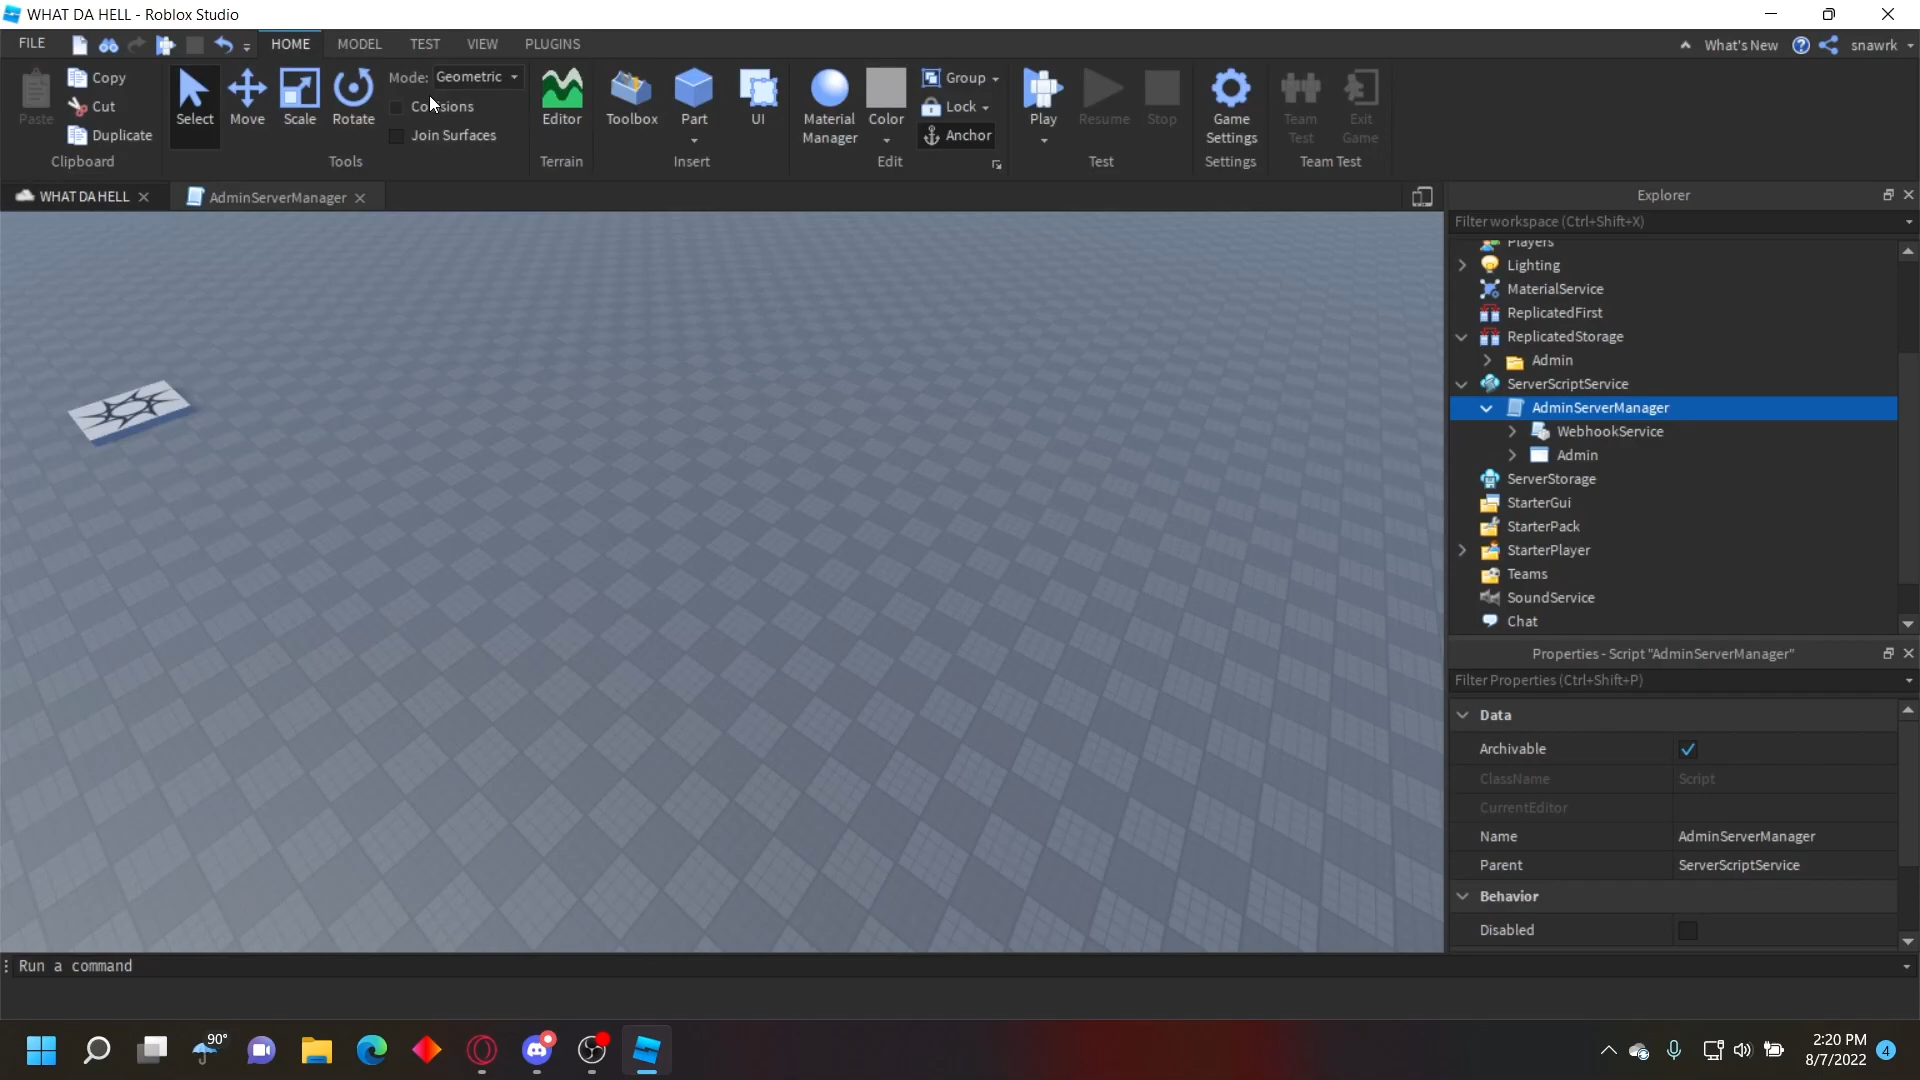 WHAT DA HELL - Roblox Studio
FILE
HOME
MODEL
TEST
VIEW
PLUGINS
What's New
snawrk
Paste
Copy
Cut
Duplicate
Clipboard
Select
Move
Scale
Rotate
Mode: Geometric
Join Surfaces
Tools
Editor
Terrain
Toolbox
Part
UI
Insert
Material Manager
Color
Group
Lock
Anchor
Edit
Play
Resume
Stop
Test
Game Settings
Settings
Team Test
Exit Game
Team Test
WHAT DA HELL
AdminServerManager
Explorer
Filter workspace (Ctrl+Shift+X)
Players
Lighting
MaterialService
ReplicatedFirst
ReplicatedStorage
Admin
ServerScriptService
AdminServerManager
WebhookService
Admin
ServerStorage
StarterGui
StarterPack
StarterPlayer
Teams
SoundService
Chat
Properties - Script "AdminServerManager"
Filter Properties (Ctrl+Shift+P)
Data
Archivable
ClassName Script
CurrentEditor
Name AdminServerManager
Parent ServerScriptService
Behavior
Disabled
Run a command
90°
2:20 PM
8/7/2022
4